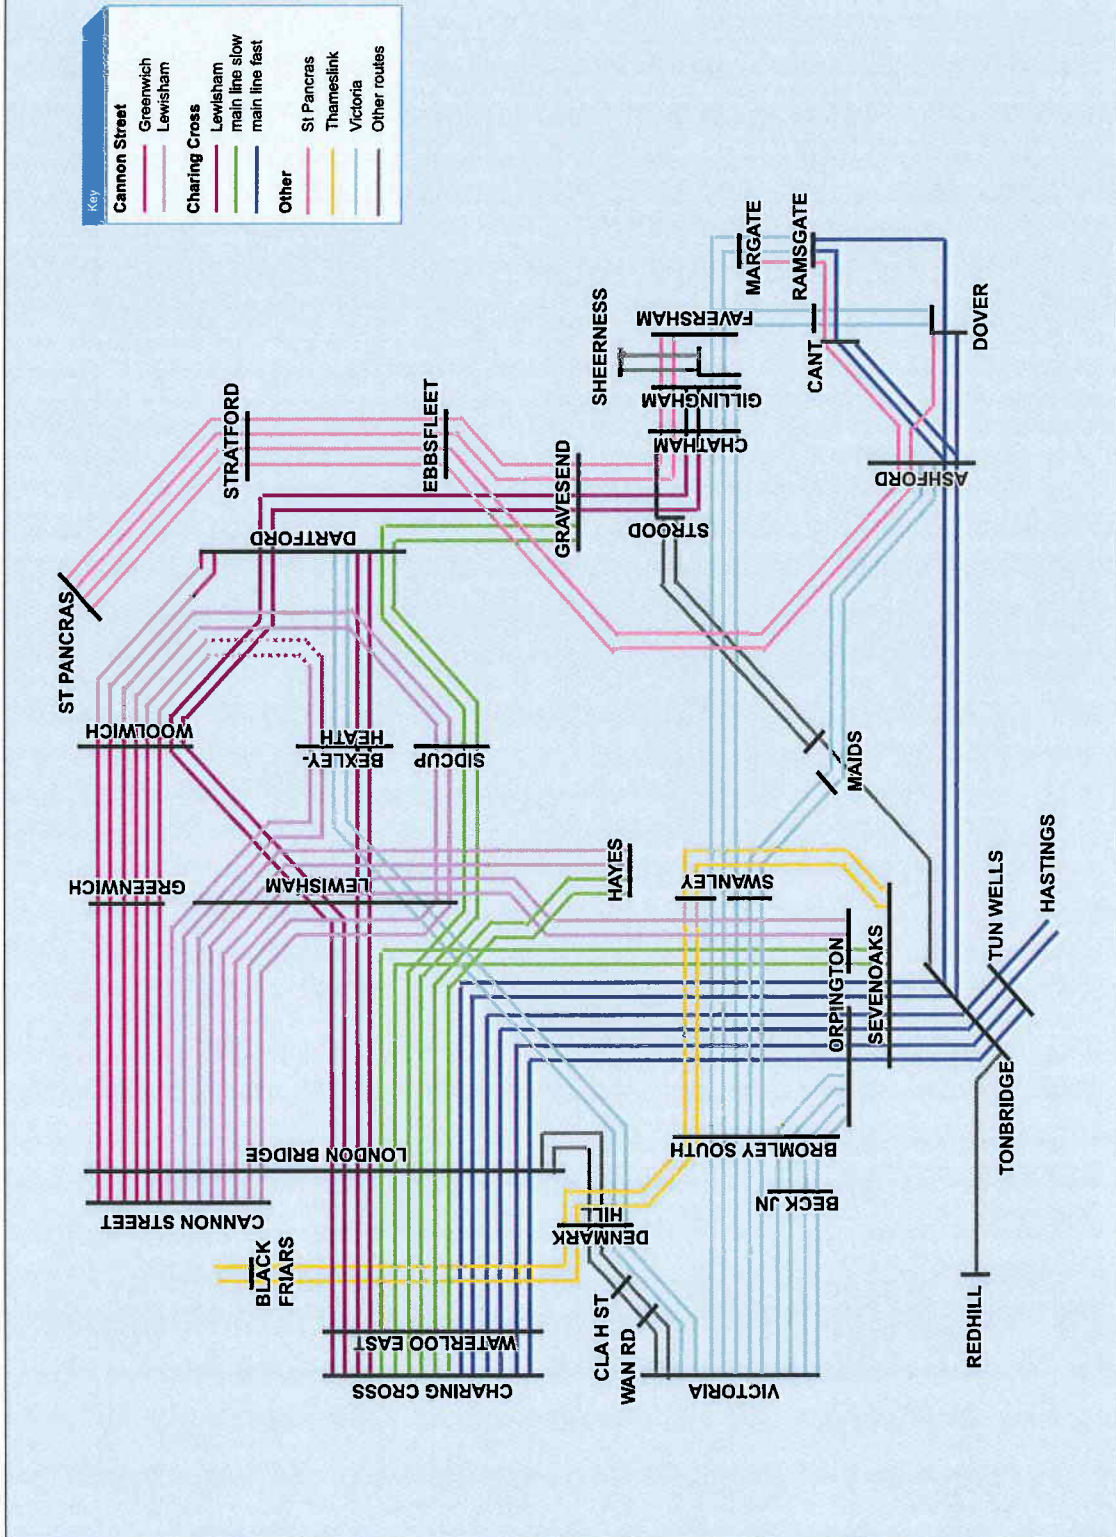 Key
Cannon Street
Greenwich
Lewisham
Charing Cross
Lewisham
main line slow
main line fast
Other
St Pancras
Thameslink
Victoria
Other routes
ST PANCRAS
STRATFORD
EBBSFLEET
GRAVESEND
DARTFORD
WOOLWICH
BEXLEY-
HEATH
SIDCUP
GREENWICH
LEWISHAM
HAYES
LONDON BRIDGE
CANNON STREET
BLACK
FRIARS
WATERLOO EAST
CHARING CROSS
DENMARK
HILL
CLA H ST
WAN RD
VICTORIA
BECK JN
BROMLEY SOUTH
ORPINGTON
SEVENOAKS
SWANLEY
MAIDS
STROOD
CHATHAM
GILLINGHAM
SHEERNESS
FAVERSHAM
MARGATE
RAMSGATE
CANT
DOVER
ASHFORD
TONBRIDGE
TUN WELLS
HASTINGS
REDHILL